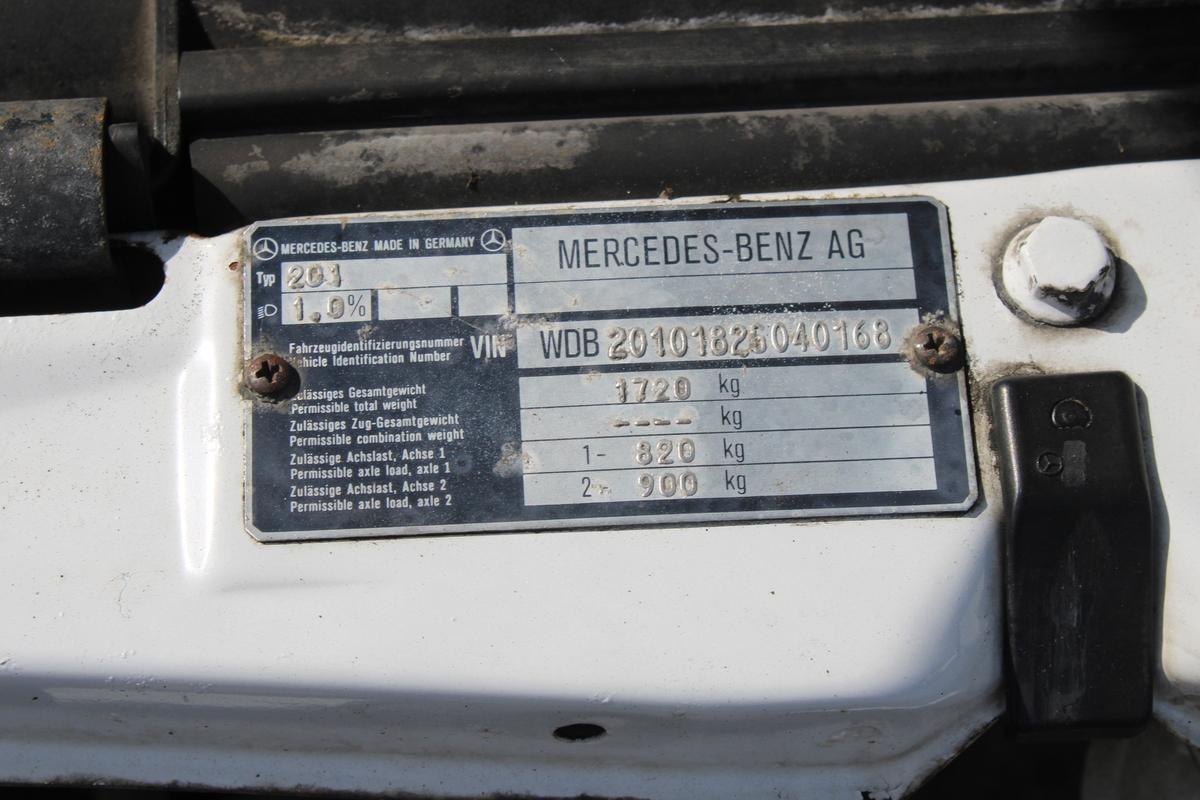 MERCEDES-BENZ MADE IN GERMANY
MERCEDES-BENZ AG
Typ 201
1.0%
Fahrzeugidentifizierungsnummer
Vehicle Identification Number
VIN WDB 20101825040168
Zulässiges Gesamtgewicht
Permissible total weight
1720 kg
Zulässiges Zug-Gesamtgewicht
Permissible combination weight
---- kg
Zulässige Achslast, Achse 1
Permissible axle load, axle 1
1- 820 kg
Zulässige Achslast, Achse 2
Permissible axle load, axle 2
2- 900 kg